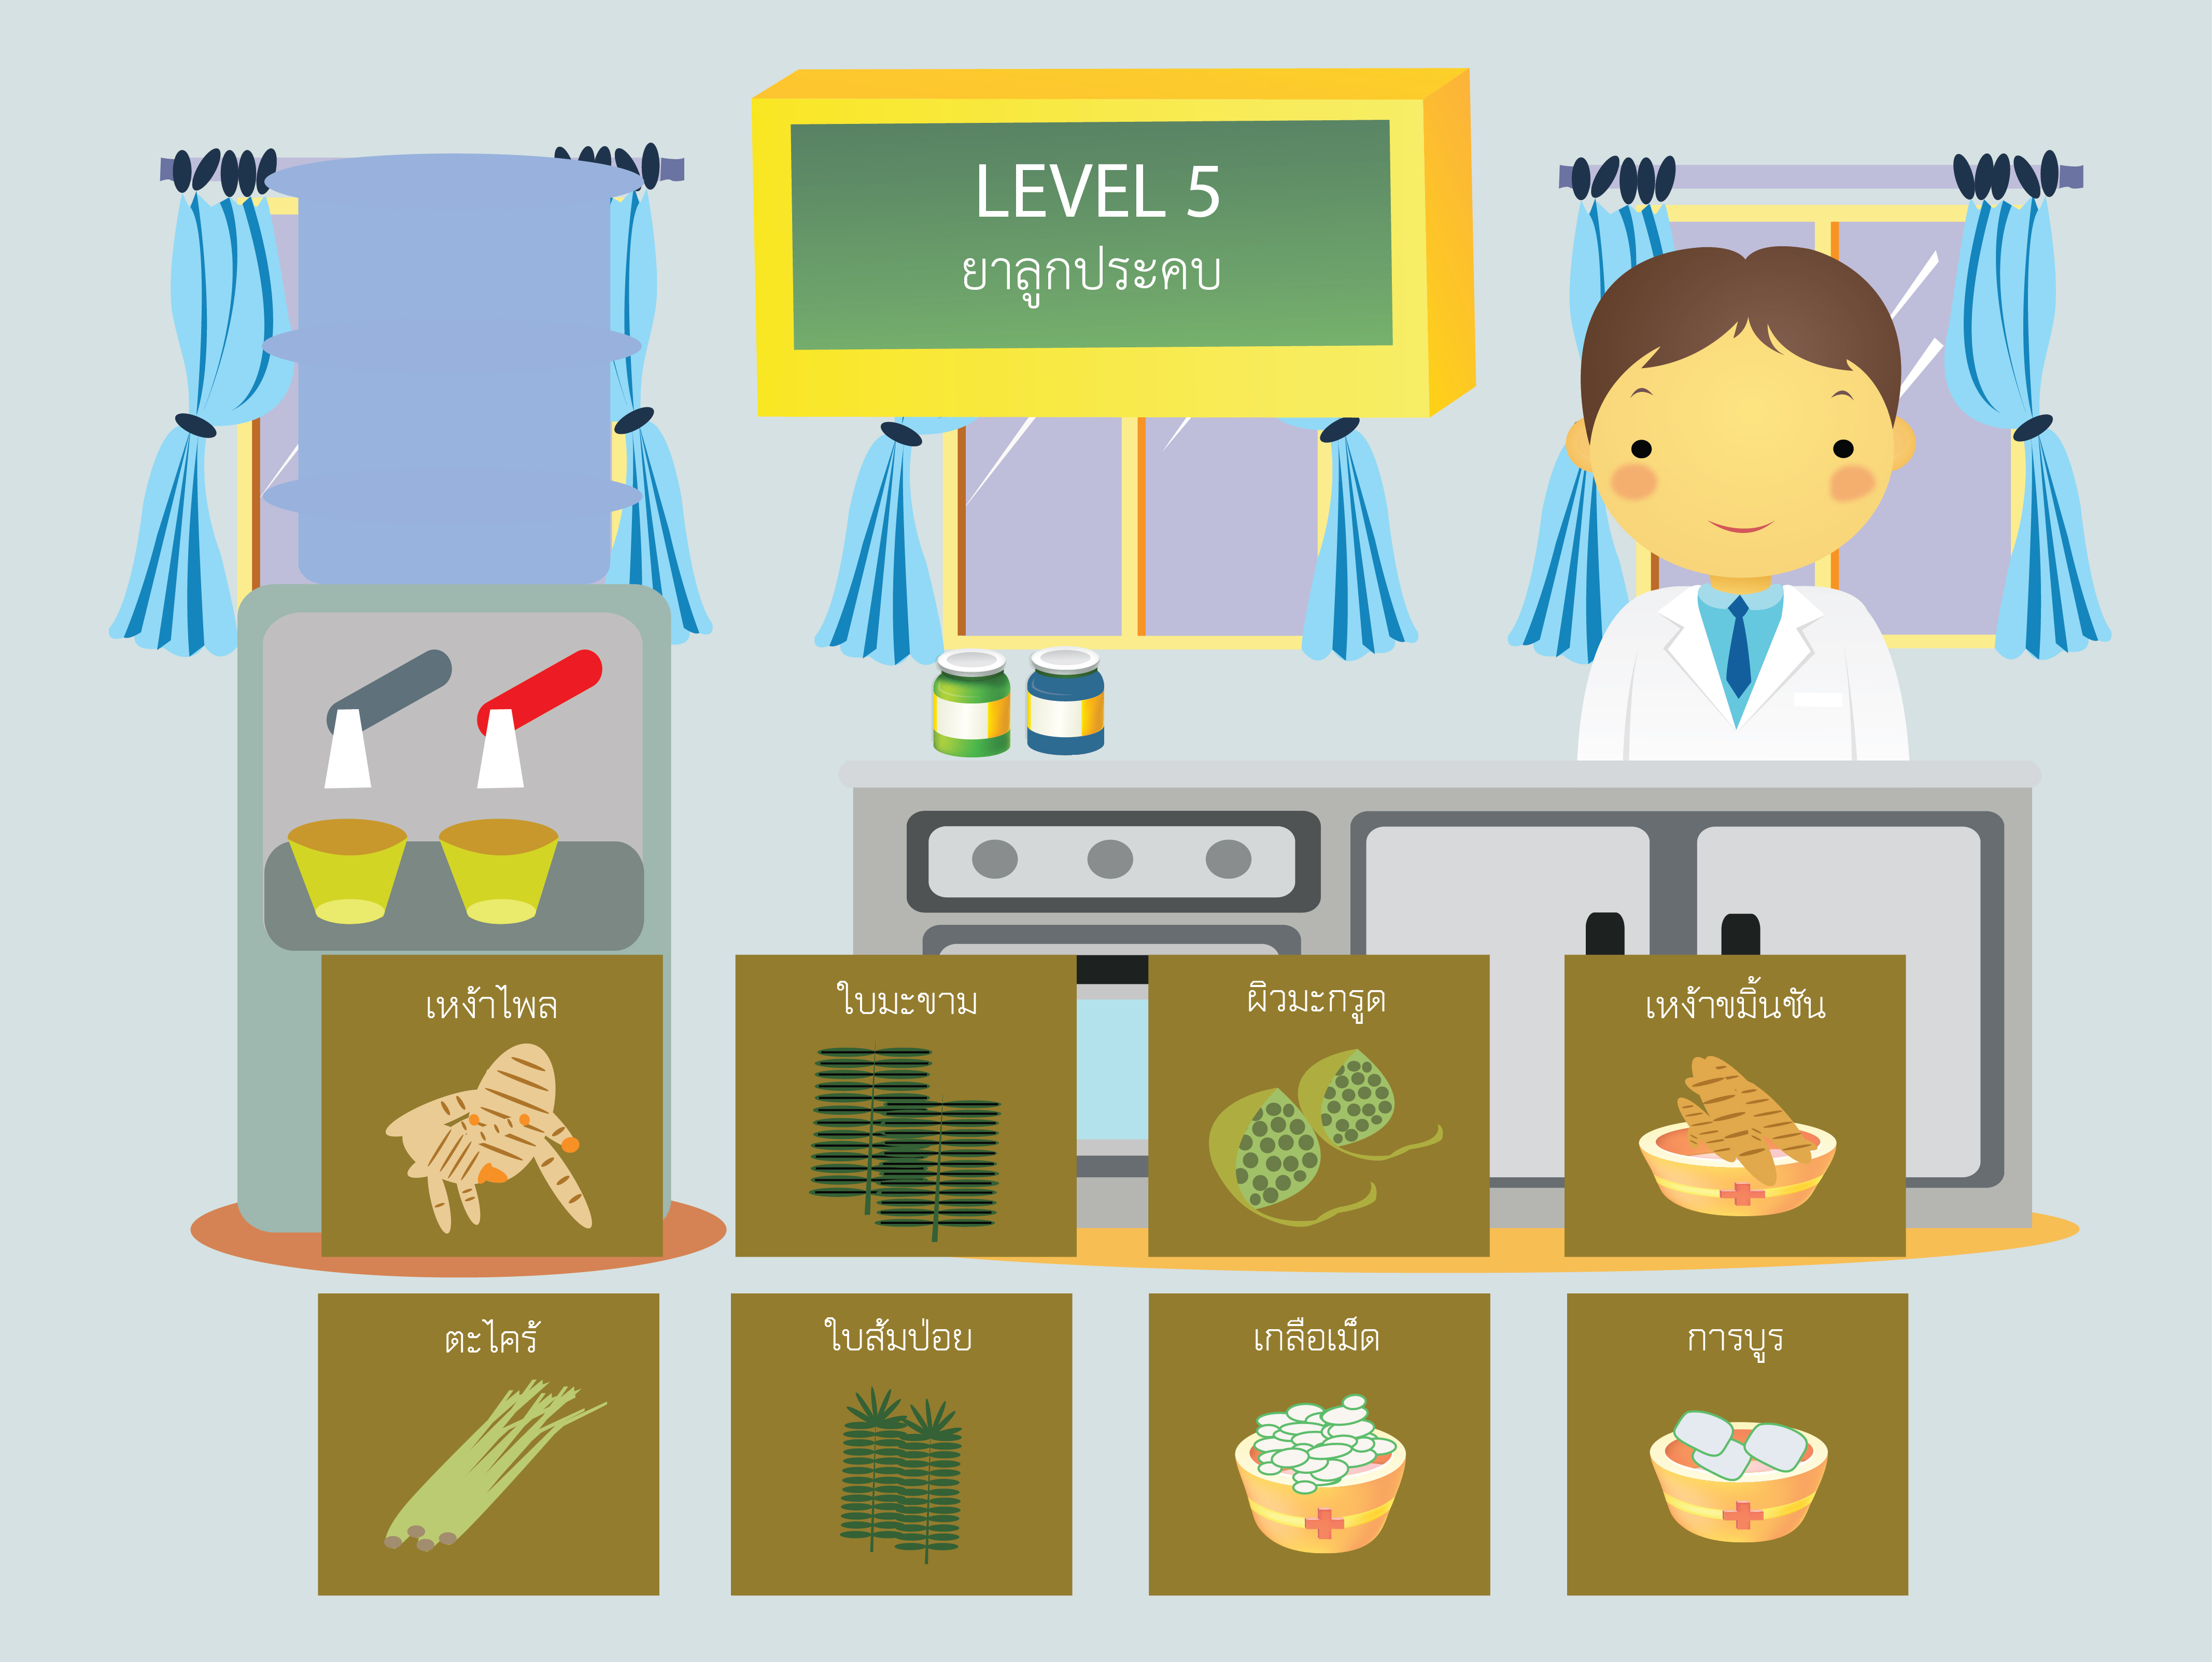 LEVEL 5
ยาลูกประคบ
เหง้าไพล
ใบมะขาม
ผิวมะกรูด
เหง้าขมิ้นชัน
ตะไคร้
ใบส้มป่อย
เกลือเม็ด
การบูร